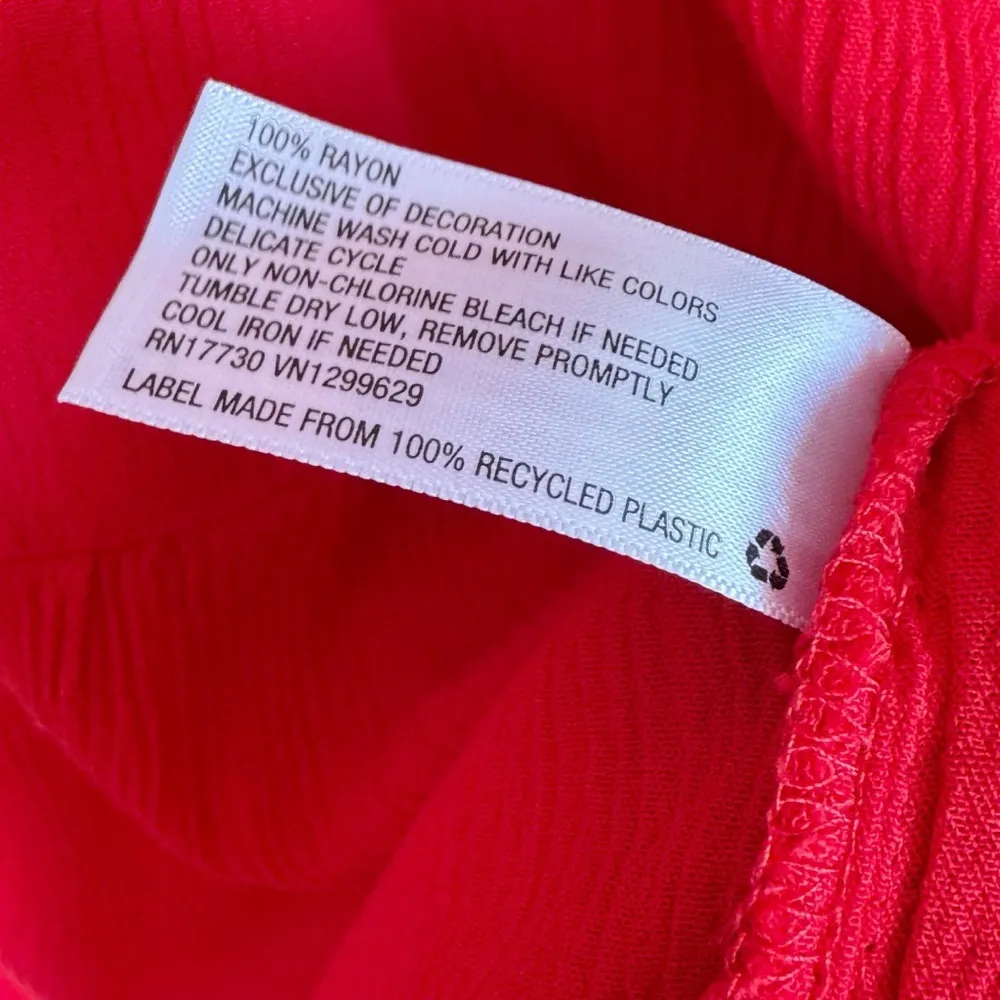 100% RAYON
EXCLUSIVE OF DECORATION
MACHINE WASH COLD WITH LIKE COLORS
DELICATE CYCLE
ONLY NON-CHLORINE BLEACH IF NEEDED
TUMBLE DRY LOW, REMOVE PROMPTLY
COOL IRON IF NEEDED
RN17730 VN1299629
LABEL MADE FROM 100% RECYCLED PLASTIC